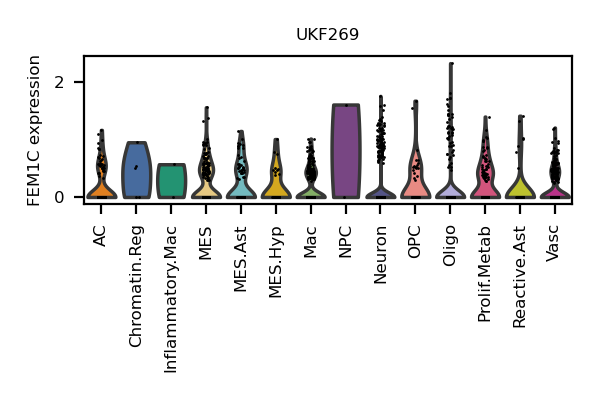 UKF269
FEM1C expression
2
0
AC
Chromatin.Reg
Inflammatory.Mac
MES
MES.Ast
MES.Hyp
Mac
NPC
Neuron
OPC
Oligo
Prolif.Metab
Reactive.Ast
Vasc